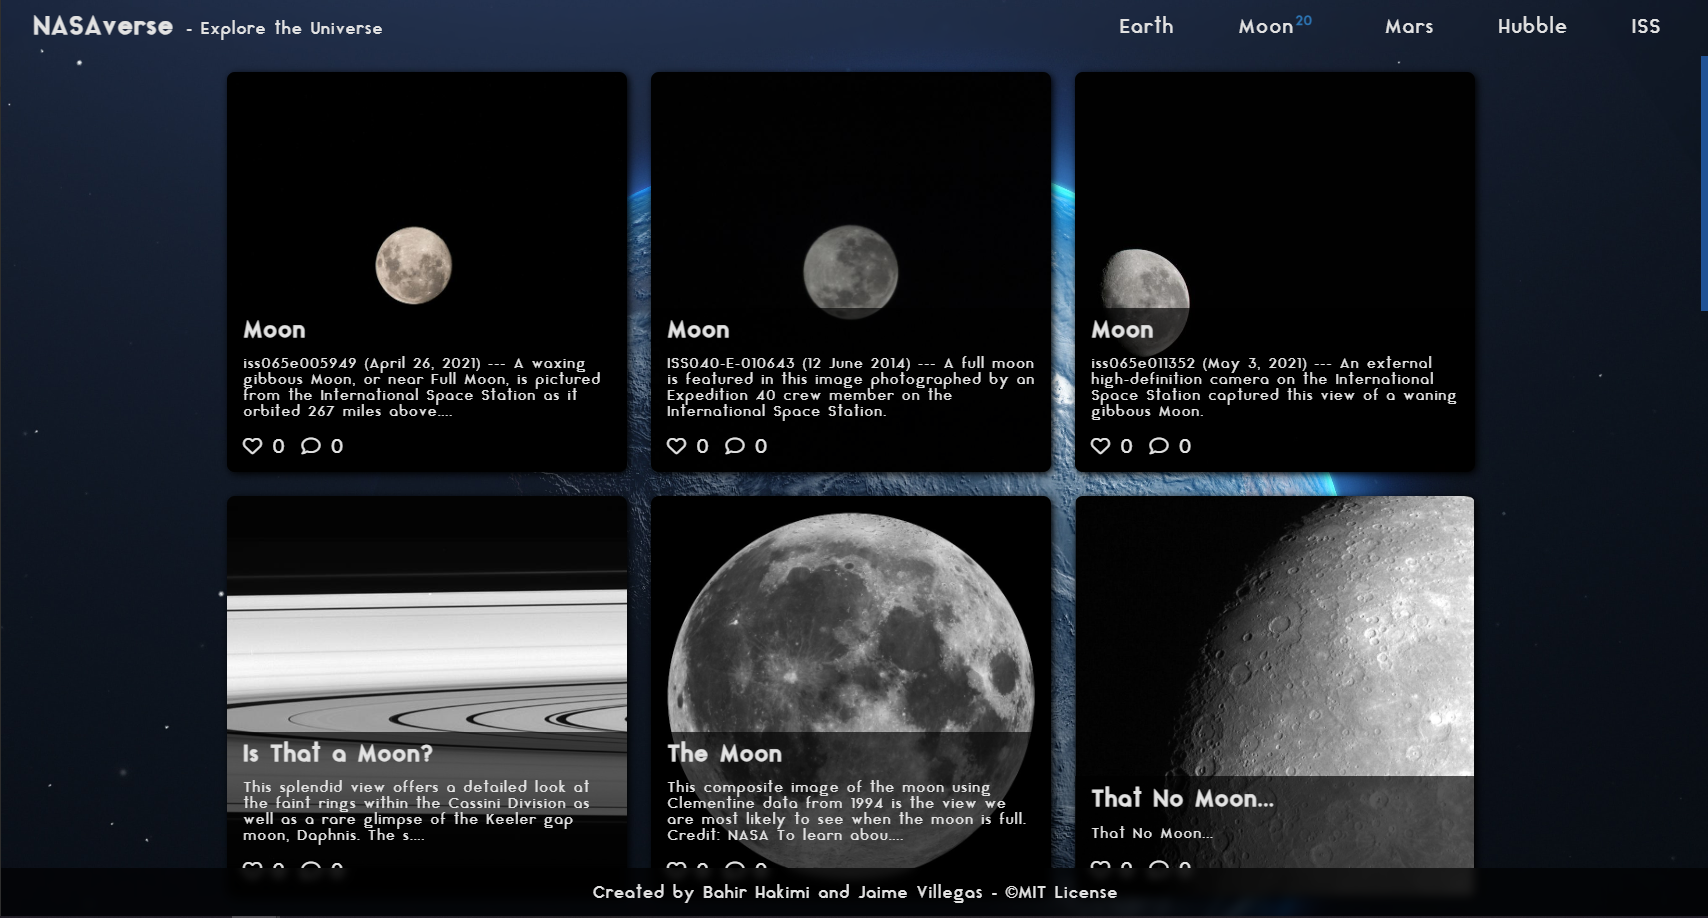 NASAverse - Explore the Universe
Earth Moon20 Mars Hubble ISS
Moon
iss065e005949 (April 26, 2021) --- A waxing
gibbous Moon, or near Full Moon, is pictured
from the International Space Station as it
orbited 267 miles above....
0 0
Moon
ISS040-E-010643 (12 June 2014) --- A full moon
is featured in this image photographed by an
Expedition 40 crew member on the
International Space Station.
0 0
Moon
iss065e011352 (May 3, 2021) --- An external
high-definition camera on the International
Space Station captured this view of a waning
gibbous Moon.
0 0
Is That a Moon?
This splendid view offers a detailed look at
the faint rings within the Cassini Division as
well as a rare glimpse of the Keeler gap
moon, Daphnis. The s....
0 0
The Moon
This composite image of the moon using
Clementine data from 1994 is the view we
are most likely to see when the moon is full.
Credit: NASA To learn abou....
0 0
That No Moon...
That No Moon...
0 0
Created by Bahir Hakimi and Jaime Villegas - ©MIT License